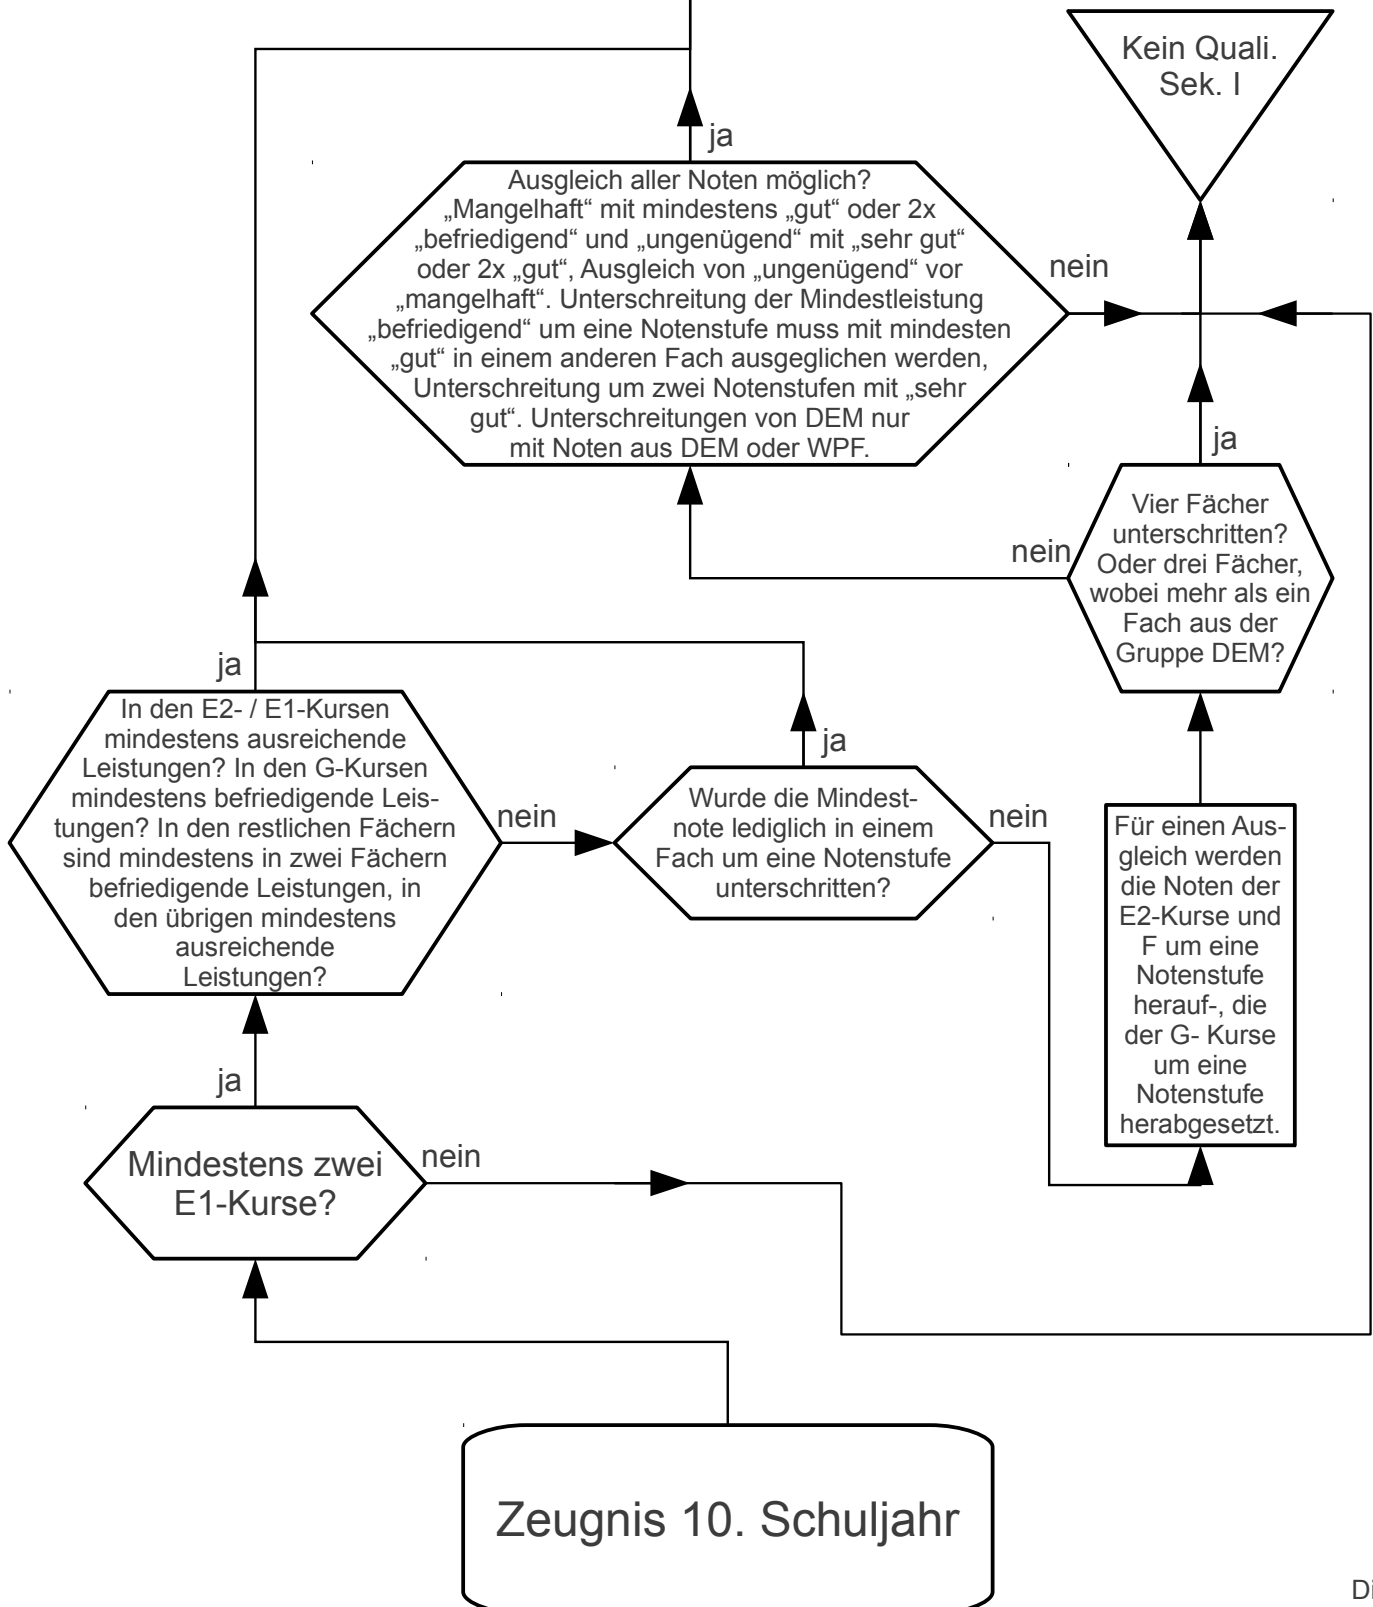 Kein Quali.
Sek. I
ja
Ausgleich aller Noten möglich?
„Mangelhaft“ mit mindestens „gut“ oder 2x
„befriedigend“ und „ungenügend“ mit „sehr gut“
oder 2x „gut“, Ausgleich von „ungenügend“ vor
„mangelhaft“. Unterschreitung der Mindestleistung
„befriedigend“ um eine Notenstufe muss mit mindesten
„gut“ in einem anderen Fach ausgeglichen werden,
Unterschreitung um zwei Notenstufen mit „sehr
gut“. Unterschreitungen von DEM nur
mit Noten aus DEM oder WPF.
nein
ja
Vier Fächer
unterschritten?
Oder drei Fächer,
wobei mehr als ein
Fach aus der
Gruppe DEM?
nein
ja
In den E2- / E1-Kursen
mindestens ausreichende
Leistungen? In den G-Kursen
mindestens befriedigende Leis-
tungen? In den restlichen Fächern
sind mindestens in zwei Fächern
befriedigende Leistungen, in
den übrigen mindestens
ausreichende
Leistungen?
nein
ja
Wurde die Mindest-
note lediglich in einem
Fach um eine Notenstufe
unterschritten?
nein
Für einen Aus-
gleich werden
die Noten der
E2-Kurse und
F um eine
Notenstufe
herauf-, die
der G- Kurse
um eine
Notenstufe
herabgesetzt.
ja
Mindestens zwei
E1-Kurse?
nein
Zeugnis 10. Schuljahr
Di